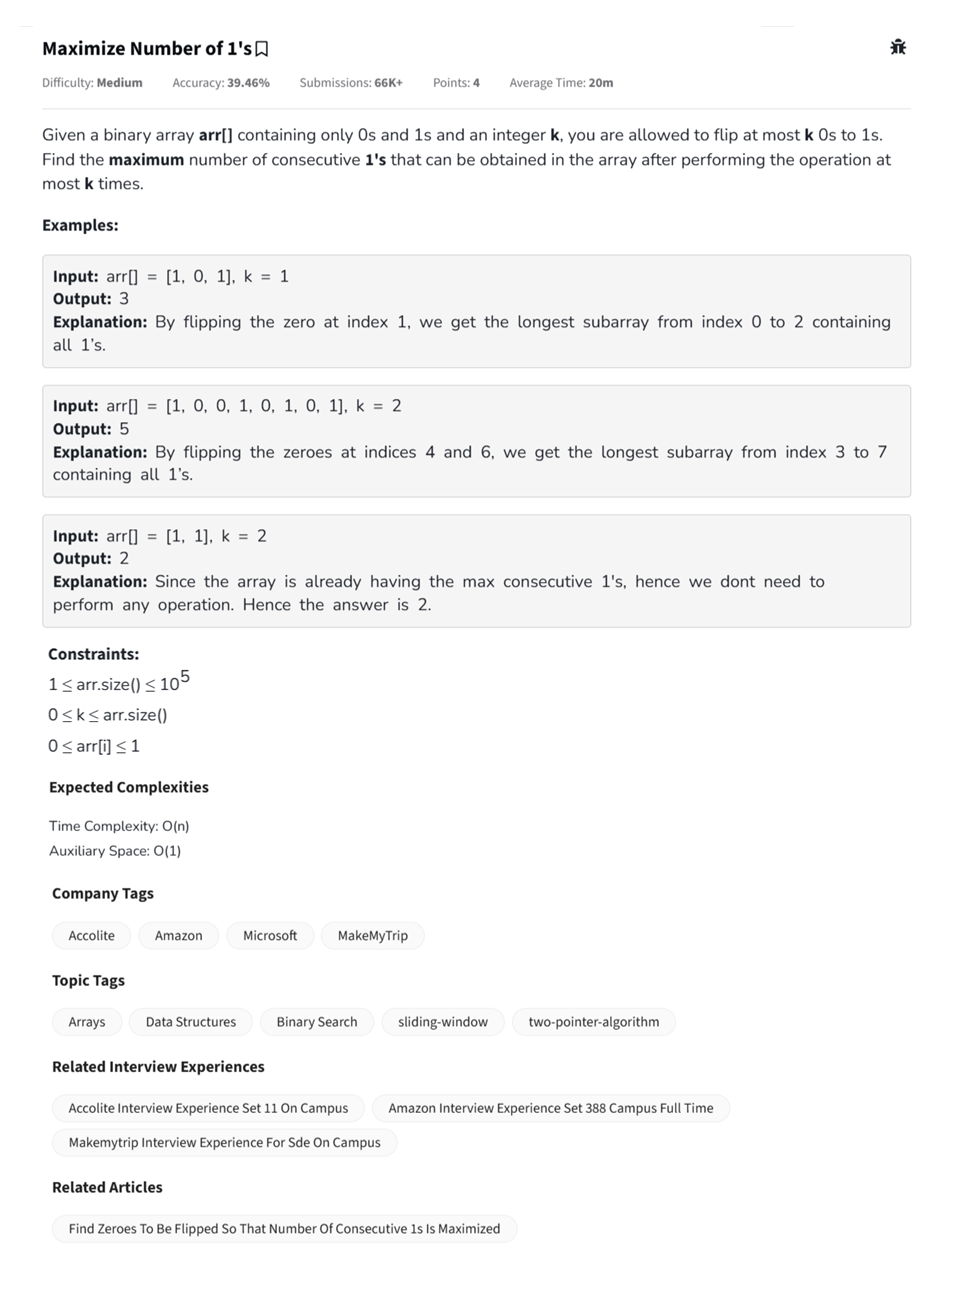 Maximize Number of 1's
Difficulty: Medium Accuracy: 39.46% Submissions: 66K+ Points: 4 Average Time: 20m
Given a binary array arr[] containing only 0s and 1s and an integer k, you are allowed to flip at most k 0s to 1s.
Find the maximum number of consecutive 1's that can be obtained in the array after performing the operation at
most k times.
Examples:
Input: arr[] = [1, 0, 1], k = 1
Output: 3
Explanation: By flipping the zero at index 1, we get the longest subarray from index 0 to 2 containing
all 1's.
Input: arr[] = [1, 0, 0, 1, 0, 1, 0, 1], k = 2
Output: 5
Explanation: By flipping the zeroes at indices 4 and 6, we get the longest subarray from index 3 to 7
containing all 1's.
Input: arr[] = [1, 1], k = 2
Output: 2
Explanation: Since the array is already having the max consecutive 1's, hence we dont need to
perform any operation. Hence the answer is 2.
Constraints:
1 ≤ arr.size() ≤ 10⁵
0 ≤ k ≤ arr.size()
0 ≤ arr[i] ≤ 1
Expected Complexities
Time Complexity: O(n)
Auxiliary Space: O(1)
Company Tags
Accolite Amazon Microsoft MakeMyTrip
Topic Tags
Arrays Data Structures Binary Search sliding-window two-pointer-algorithm
Related Interview Experiences
Accolite Interview Experience Set 11 On Campus Amazon Interview Experience Set 388 Campus Full Time
Makemytrip Interview Experience For Sde On Campus
Related Articles
Find Zeroes To Be Flipped So That Number Of Consecutive 1s Is Maximized